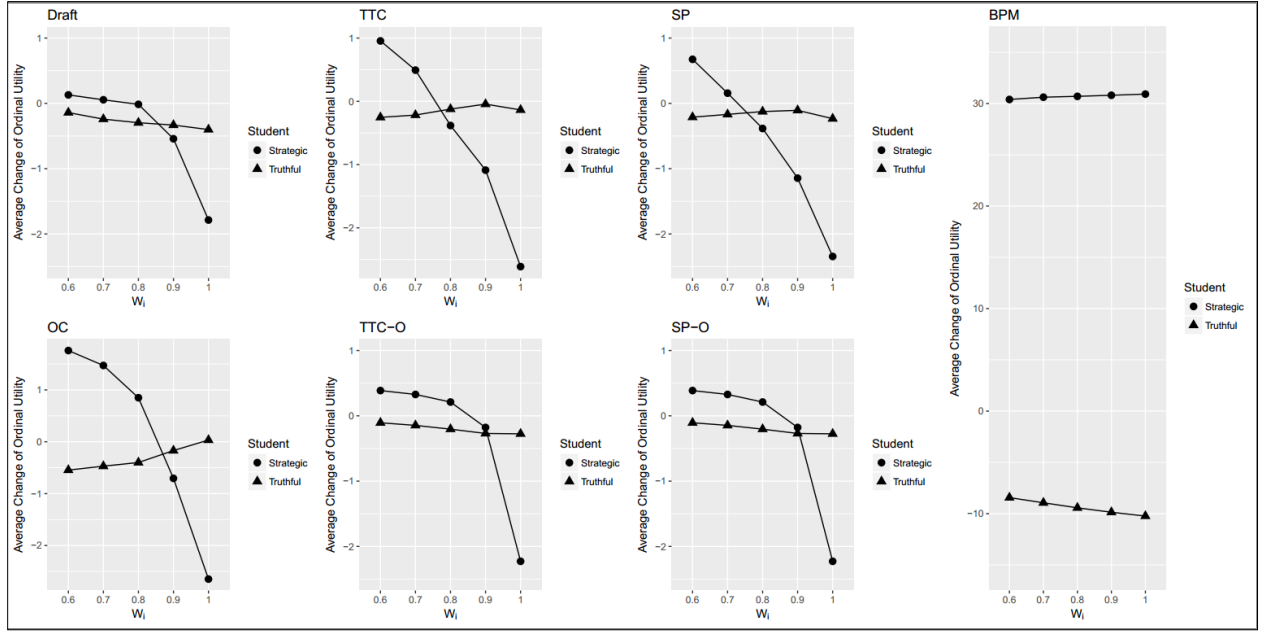 Draft
Average Change of Ordinal Utility
1
0
−1
−2
0.6 0.7 0.8 0.9 1
Wi
Student
Strategic
Truthful
TTC
Average Change of Ordinal Utility
1
0
−1
−2
0.6 0.7 0.8 0.9 1
Wi
Student
Strategic
Truthful
SP
Average Change of Ordinal Utility
1
0
−1
−2
0.6 0.7 0.8 0.9 1
Wi
Student
Strategic
Truthful
BPM
Average Change of Ordinal Utility
30
20
10
0
−10
0.6 0.7 0.8 0.9 1
Wi
Student
Strategic
Truthful
OC
Average Change of Ordinal Utility
1
0
−1
−2
0.6 0.7 0.8 0.9 1
Wi
Student
Strategic
Truthful
TTC−O
Average Change of Ordinal Utility
1
0
−1
−2
0.6 0.7 0.8 0.9 1
Wi
Student
Strategic
Truthful
SP−O
Average Change of Ordinal Utility
1
0
−1
−2
0.6 0.7 0.8 0.9 1
Wi
Student
Strategic
Truthful